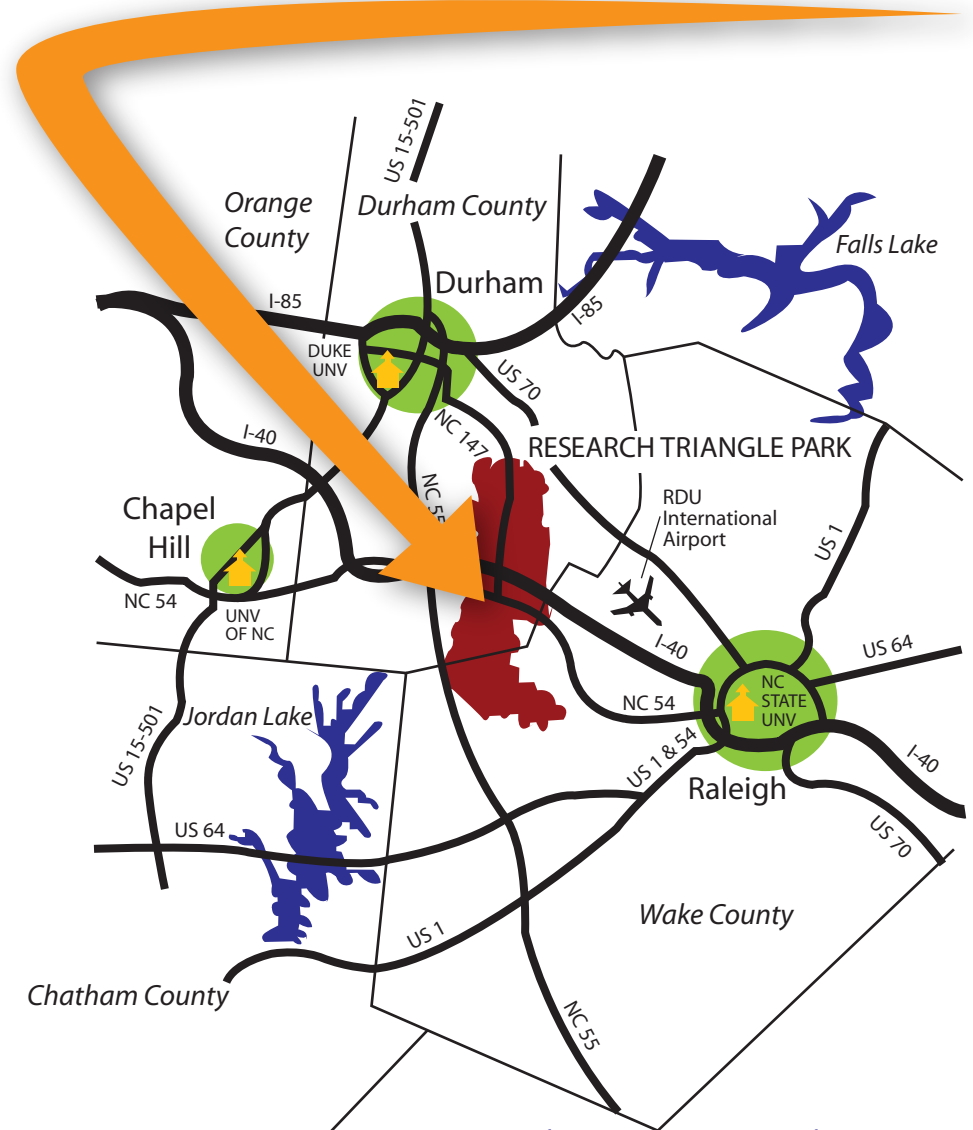 US 15-501
Orange
County
Durham County
Falls Lake
Durham
I-85
I-85
DUKE
UNV
US 70
NC 147
RESEARCH TRIANGLE PARK
I-40
NC 55
RDU
International
Airport
Chapel
Hill
US 1
NC 54
UNV
OF NC
I-40
US 64
NC
STATE
UNV
NC 54
Jordan Lake
US 15-501
US 1 & 54
I-40
Raleigh
US 64
US 70
Wake County
US 1
Chatham County
NC 55